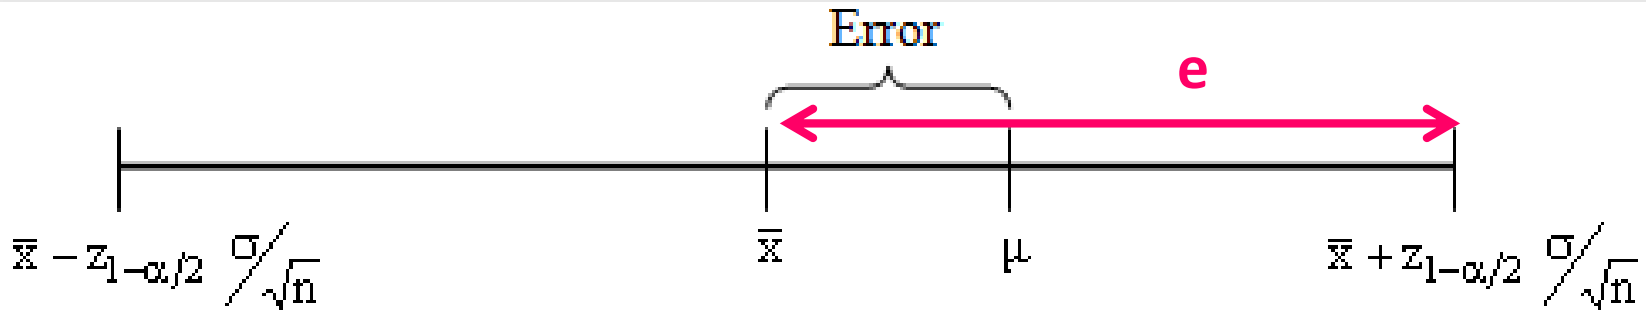 Error
e
x̄ − z₁₋α/₂ σ/√n
x̄
μ
x̄ + z₁₋α/₂ σ/√n